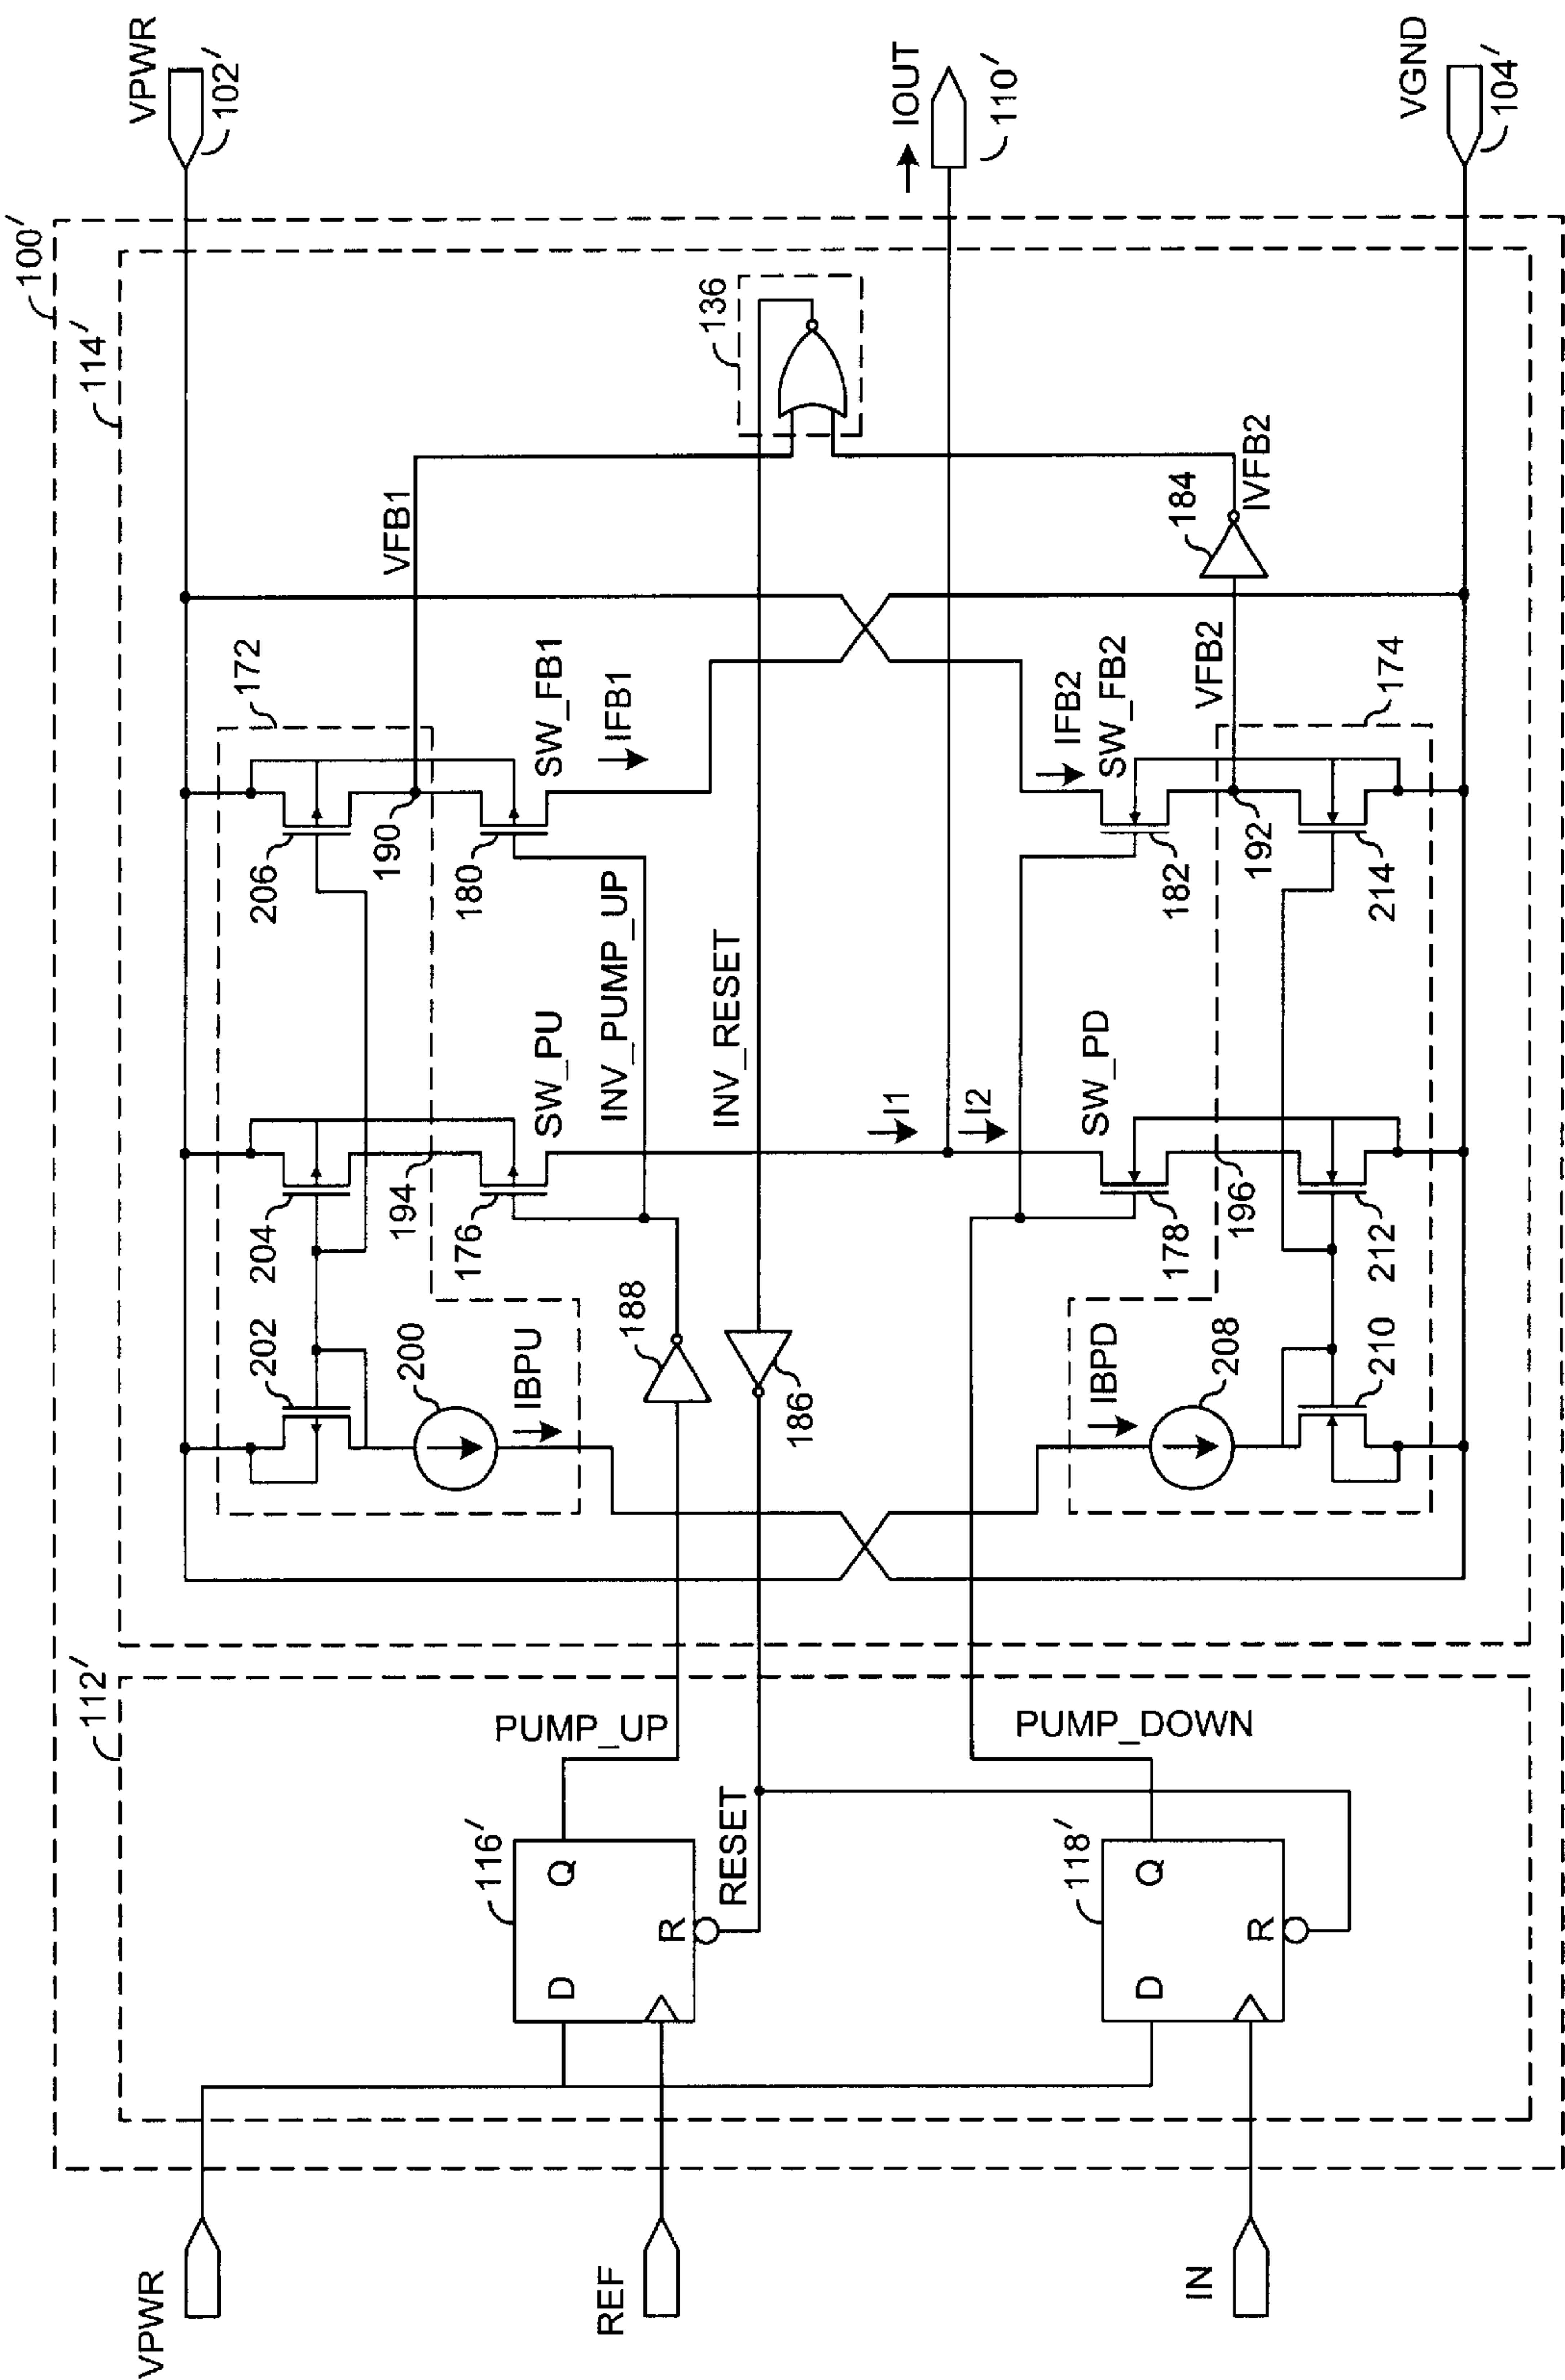 100′
114′
112′
VPWR
102′
172
202
204
206
VFB1
136
190
194
200
IBPU
176
180
SW_PU
SW_FB1
IFB1
188
INV_PUMP_UP
INV_RESET
186
PUMP_UP
116′
D
Q
R
RESET
VPWR
REF
I1
I2
IOUT
110′
PUMP_DOWN
118′
D
Q
R
IN
IBPD
208
SW_PD
178
196
IFB2
SW_FB2
182
192
VFB2
184
IVFB2
174
210
212
214
VGND
104′